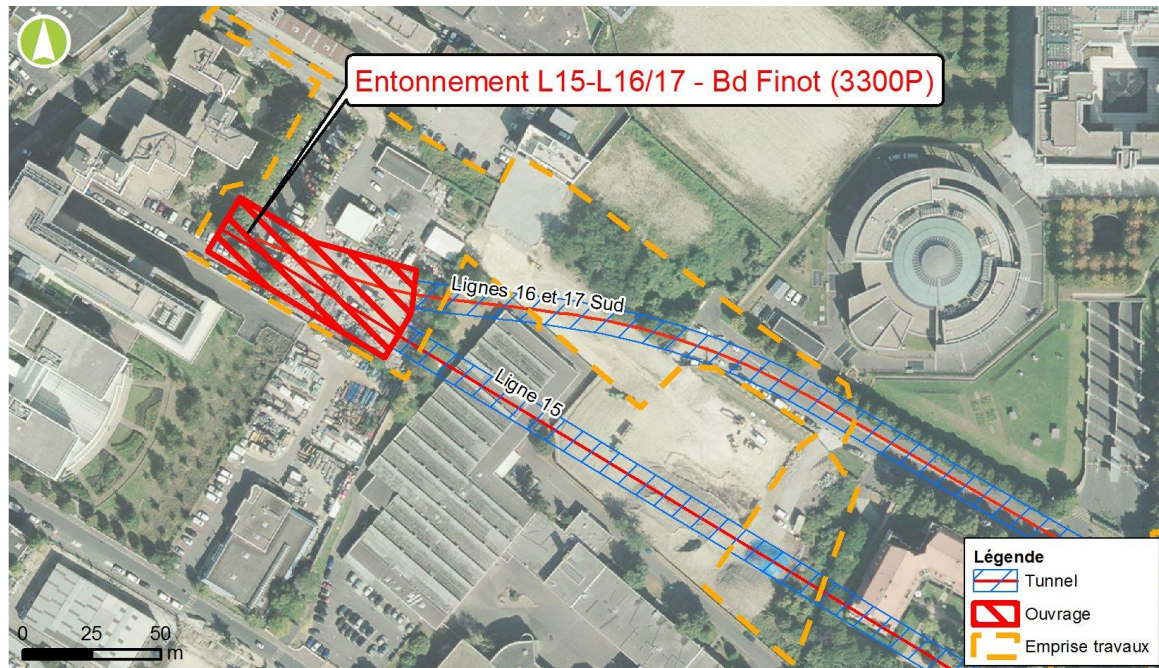 Entonnement L15-L16/17 - Bd Finot (3300P)
Lignes 16 et 17 Sud
Ligne 15
Légende
Tunnel
Ouvrage
Emprise travaux
0 25 50
m